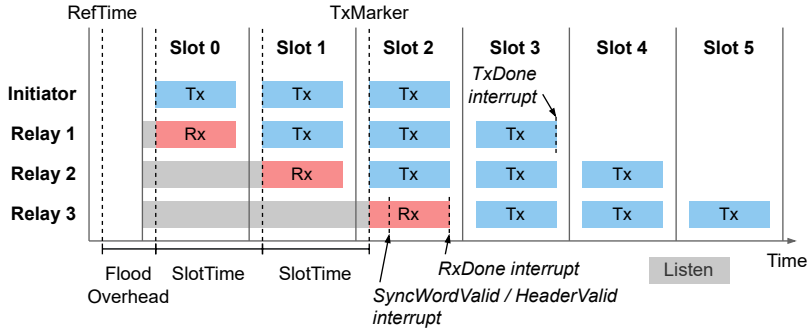 RefTime
TxMarker
Slot 0
Slot 1
Slot 2
Slot 3
Slot 4
Slot 5
TxDone
interrupt
Initiator
Tx
Tx
Tx
Relay 1
Rx
Tx
Tx
Tx
Relay 2
Rx
Tx
Tx
Tx
Relay 3
Rx
Tx
Tx
Tx
Time
Flood
Overhead
SlotTime
SlotTime
RxDone interrupt
Listen
SyncWordValid / HeaderValid
interrupt